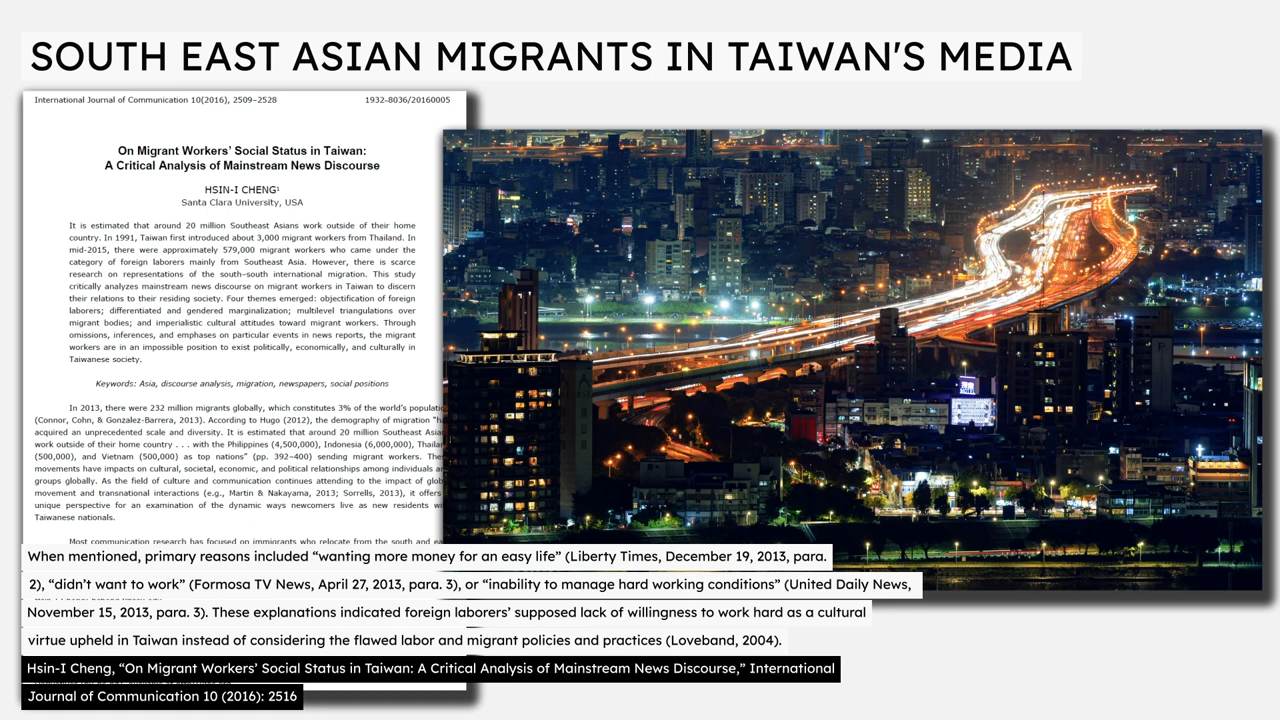 SOUTH EAST ASIAN MIGRANTS IN TAIWAN'S MEDIA
International Journal of Communication 10(2016), 2509–2528 1932–8036/20160005
On Migrant Workers' Social Status in Taiwan:
A Critical Analysis of Mainstream News Discourse
HSIN-I CHENG¹
Santa Clara University, USA
It is estimated that around 20 million Southeast Asians work outside of their home
country. In 1991, Taiwan first introduced about 3,000 migrant workers from Thailand. In
mid-2015, there were approximately 579,000 migrant workers who came under the
category of foreign laborers mainly from Southeast Asia. However, there is scarce
research on representations of the south–south international migration. This study
critically analyzes mainstream news discourse on migrant workers in Taiwan to discern
their relations to their residing society. Four themes emerged: objectification of foreign
laborers; differentiated and gendered marginalization; multilevel triangulations over
migrant bodies; and imperialistic cultural attitudes toward migrant workers. Through
omissions, inferences, and emphases on particular events in news reports, the migrant
workers are in an impossible position to exist politically, economically, and culturally in
Taiwanese society.
Keywords: Asia, discourse analysis, migration, newspapers, social positions
In 2013, there were 232 million migrants globally, which constitutes 3% of the world's
(Connor, Cohn, & Gonzalez-Barrera, 2013). According to Hugo (2012), the demography of migration
acquired an unprecedented scale and diversity. It is estimated that around 20 million Southeast
work outside of their home country . . . with the Philippines (4,500,000), Indonesia (6,000,000),
(500,000), and Vietnam (500,000) as top nations" (pp. 392–400) sending migrant workers.
movements have impacts on cultural, societal, economic, and political relationships among individuals
groups globally. As the field of culture and communication continues attending to the impact of
movement and transnational interactions (e.g., Martin & Nakayama, 2013; Sorrells, 2013), it offers
unique perspective for an examination of the dynamic ways newcomers live as new residents
Taiwanese nationals.
Most communication research has focused on immigrants who relocate from the south and
When mentioned, primary reasons included “wanting more money for an easy life” (Liberty Times, December 19, 2013, para.
2), “didn’t want to work” (Formosa TV News, April 27, 2013, para. 3), or “inability to manage hard working conditions” (United Daily News,
November 15, 2013, para. 3). These explanations indicated foreign laborers’ supposed lack of willingness to work hard as a cultural
virtue upheld in Taiwan instead of considering the flawed labor and migrant policies and practices (Loveband, 2004).
Hsin-I Cheng, “On Migrant Workers’ Social Status in Taiwan: A Critical Analysis of Mainstream News Discourse,” International
Journal of Communication 10 (2016): 2516